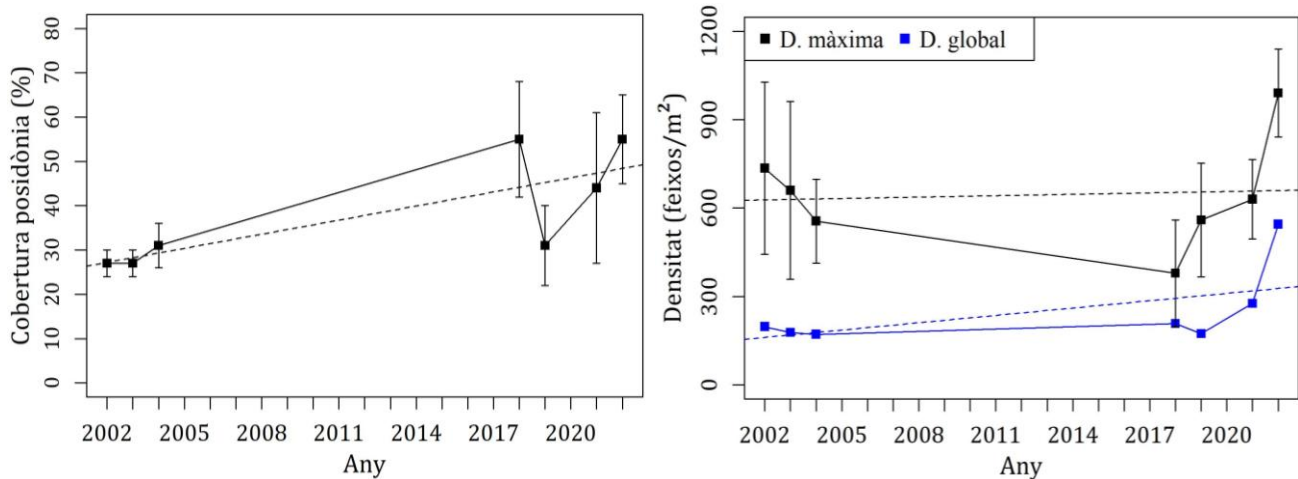 Cobertura posidònia (%)
80
70
60
50
40
30
20
10
0
2002 2005 2008 2011 2014 2017 2020
Any
D. màxima D. global
Densitat (feixos/m²)
1200
900
600
300
0
2002 2005 2008 2011 2014 2017 2020
Any